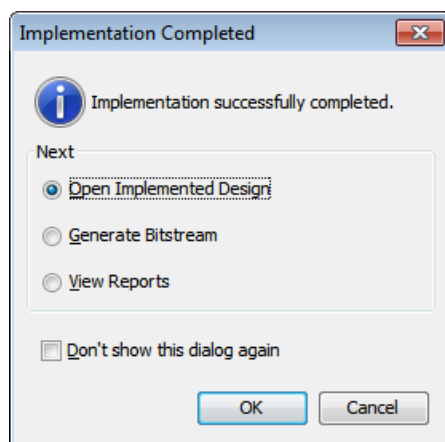 Implementation Completed
Implementation successfully completed.
Next
Open Implemented Design
Generate Bitstream
View Reports
Don't show this dialog again
OK
Cancel